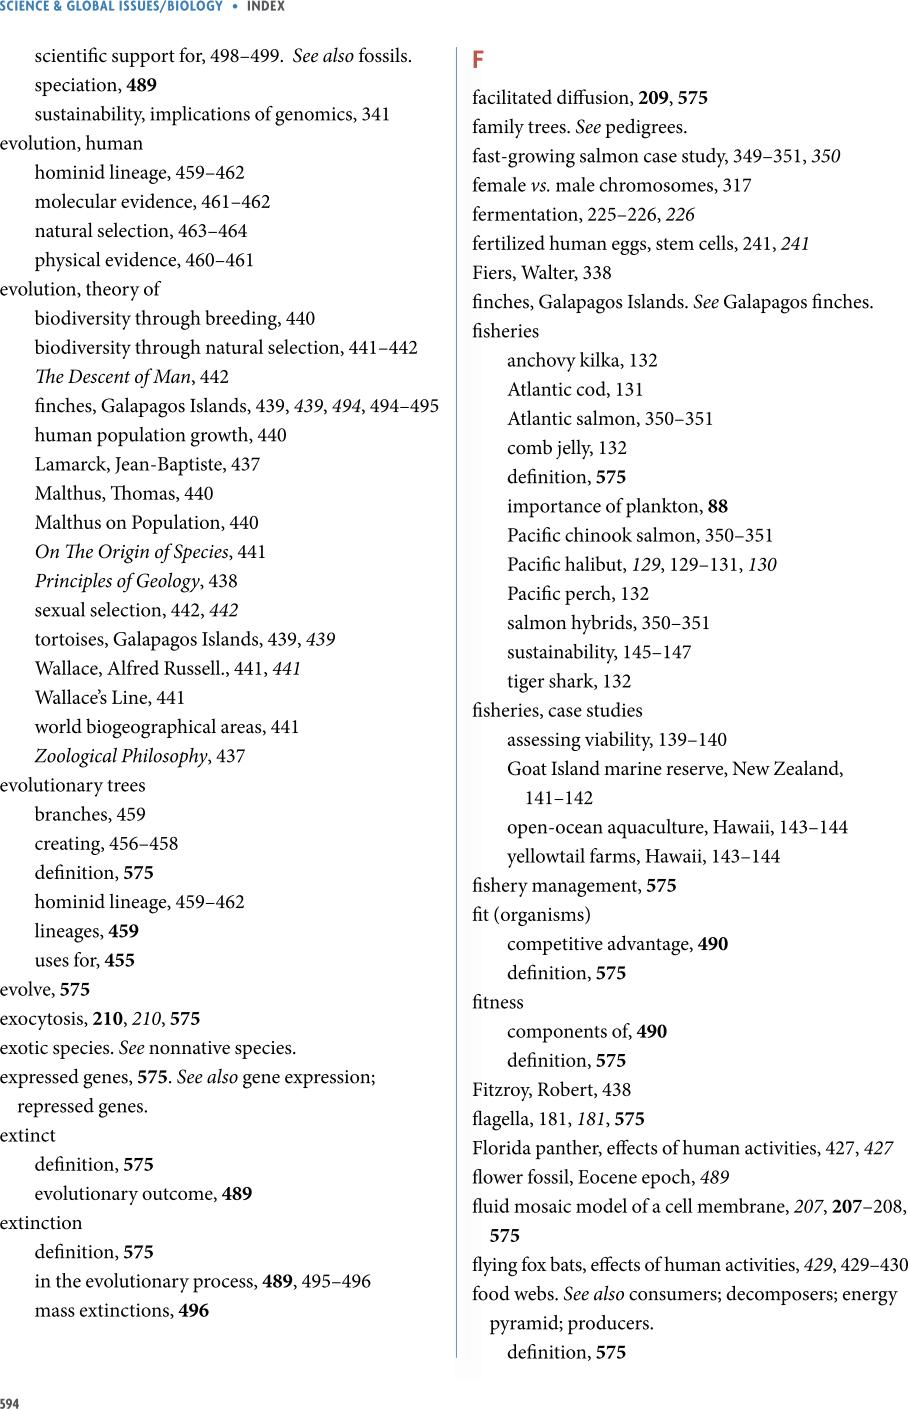 SCIENCE & GLOBAL ISSUES/BIOLOGY • INDEX
scientific support for, 498–499. See also fossils.
speciation, 489
sustainability, implications of genomics, 341
evolution, human
hominid lineage, 459–462
molecular evidence, 461–462
natural selection, 463–464
physical evidence, 460–461
evolution, theory of
biodiversity through breeding, 440
biodiversity through natural selection, 441–442
The Descent of Man, 442
finches, Galapagos Islands, 439, 439, 494, 494–495
human population growth, 440
Lamarck, Jean-Baptiste, 437
Malthus, Thomas, 440
Malthus on Population, 440
On The Origin of Species, 441
Principles of Geology, 438
sexual selection, 442, 442
tortoises, Galapagos Islands, 439, 439
Wallace, Alfred Russell., 441, 441
Wallace’s Line, 441
world biogeographical areas, 441
Zoological Philosophy, 437
evolutionary trees
branches, 459
creating, 456–458
definition, 575
hominid lineage, 459–462
lineages, 459
uses for, 455
evolve, 575
exocytosis, 210, 210, 575
exotic species. See nonnative species.
expressed genes, 575. See also gene expression;
repressed genes.
extinct
definition, 575
evolutionary outcome, 489
extinction
definition, 575
in the evolutionary process, 489, 495–496
mass extinctions, 496
F
facilitated diffusion, 209, 575
family trees. See pedigrees.
fast-growing salmon case study, 349–351, 350
female vs. male chromosomes, 317
fermentation, 225–226, 226
fertilized human eggs, stem cells, 241, 241
Fiers, Walter, 338
finches, Galapagos Islands. See Galapagos finches.
fisheries
anchovy kilka, 132
Atlantic cod, 131
Atlantic salmon, 350–351
comb jelly, 132
definition, 575
importance of plankton, 88
Pacific chinook salmon, 350–351
Pacific halibut, 129, 129–131, 130
Pacific perch, 132
salmon hybrids, 350–351
sustainability, 145–147
tiger shark, 132
fisheries, case studies
assessing viability, 139–140
Goat Island marine reserve, New Zealand,
141–142
open-ocean aquaculture, Hawaii, 143–144
yellowtail farms, Hawaii, 143–144
fishery management, 575
fit (organisms)
competitive advantage, 490
definition, 575
fitness
components of, 490
definition, 575
Fitzroy, Robert, 438
flagella, 181, 181, 575
Florida panther, effects of human activities, 427, 427
flower fossil, Eocene epoch, 489
fluid mosaic model of a cell membrane, 207, 207–208,
575
flying fox bats, effects of human activities, 429, 429–430
food webs. See also consumers; decomposers; energy
pyramid; producers.
definition, 575
594